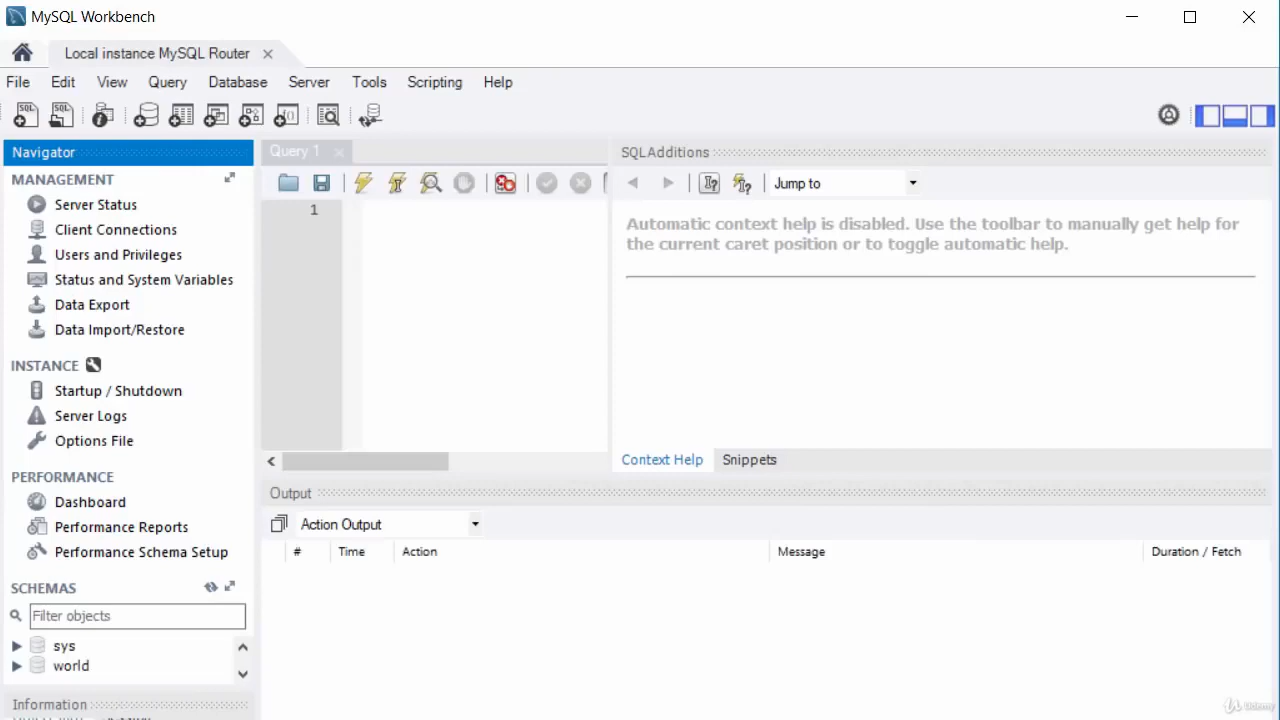 MySQL Workbench
Local instance MySQL Router
File Edit View Query Database Server Tools Scripting Help
SQL SQL
Navigator
MANAGEMENT
Server Status
Client Connections
Users and Privileges
Status and System Variables
Data Export
Data Import/Restore
INSTANCE
Startup / Shutdown
Server Logs
Options File
PERFORMANCE
Dashboard
Performance Reports
Performance Schema Setup
SCHEMAS
Filter objects
sys
world
Information
Query 1
1
SQLAdditions
Jump to
Automatic context help is disabled. Use the toolbar to manually get help for
the current caret position or to toggle automatic help.
Context Help Snippets
Output
Action Output
# Time Action Message Duration / Fetch
Udemy